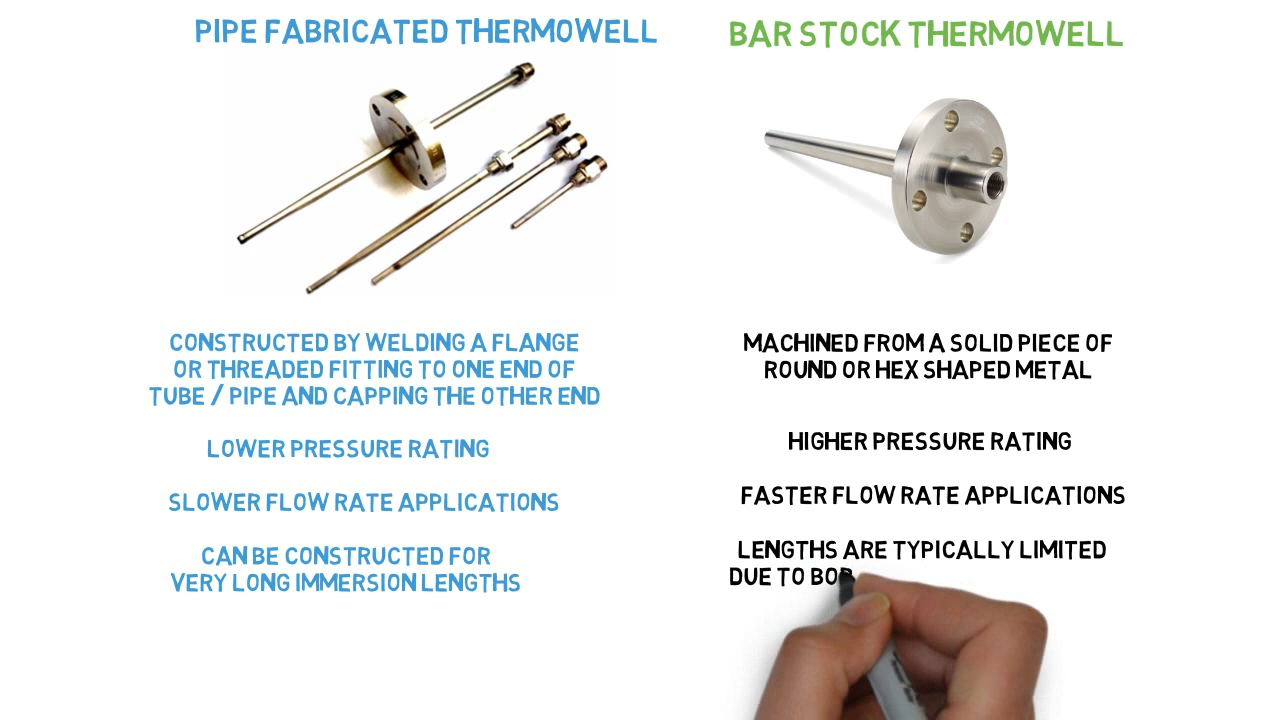 PIPE FABRICATED THERMOWELL
CONSTRUCTED BY WELDING A FLANGE
OR THREADED FITTING TO ONE END OF
TUBE / PIPE AND CAPPING THE OTHER END
LOWER PRESSURE RATING
SLOWER FLOW RATE APPLICATIONS
CAN BE CONSTRUCTED FOR
VERY LONG IMMERSION LENGTHS
BAR STOCK THERMOWELL
MACHINED FROM A SOLID PIECE OF
ROUND OR HEX SHAPED METAL
HIGHER PRESSURE RATING
FASTER FLOW RATE APPLICATIONS
LENGTHS ARE TYPICALLY LIMITED
DUE TO